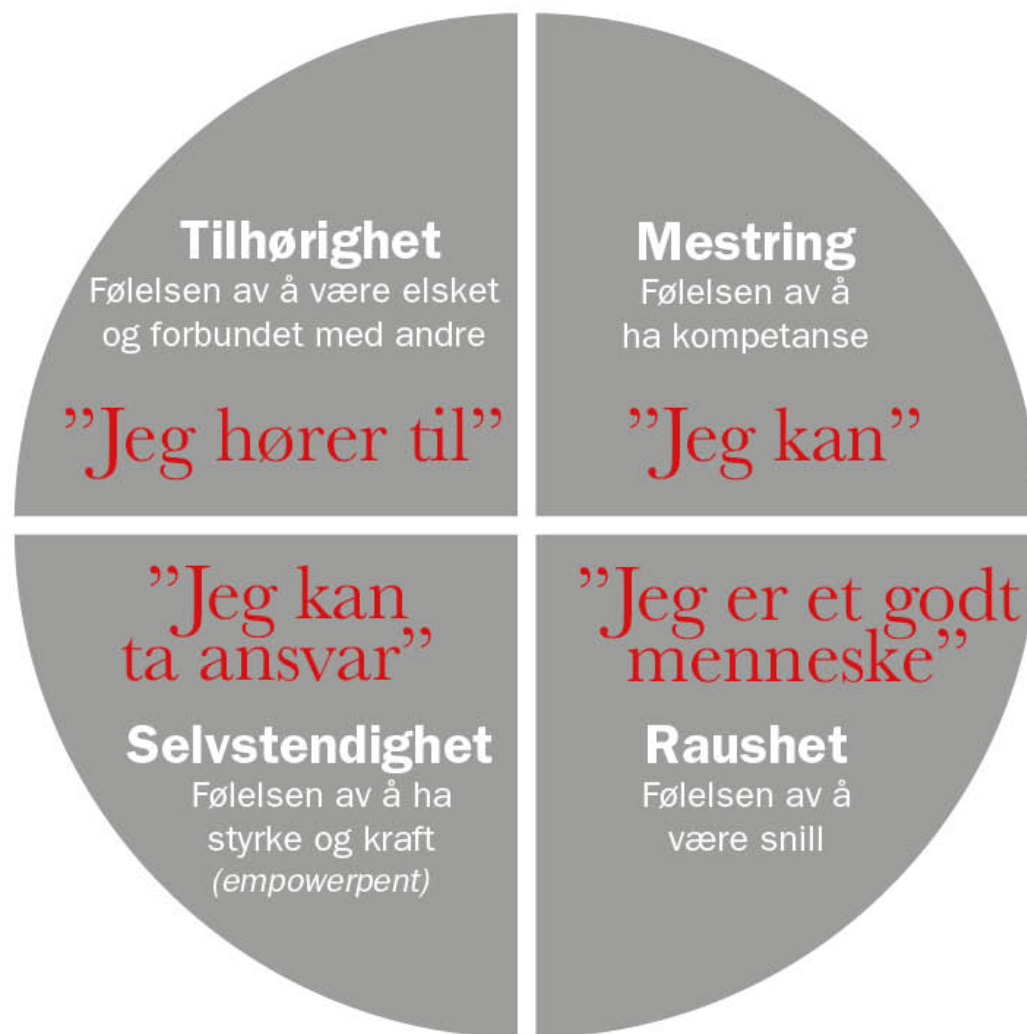 Tilhørighet
Følelsen av å være elsket
og forbundet med andre
”Jeg hører til”
Mestring
Følelsen av å
ha kompetanse
”Jeg kan”
”Jeg kan
ta ansvar”
Selvstendighet
Følelsen av å ha
styrke og kraft
(empowerpent)
”Jeg er et godt
menneske”
Raushet
Følelsen av å
være snill